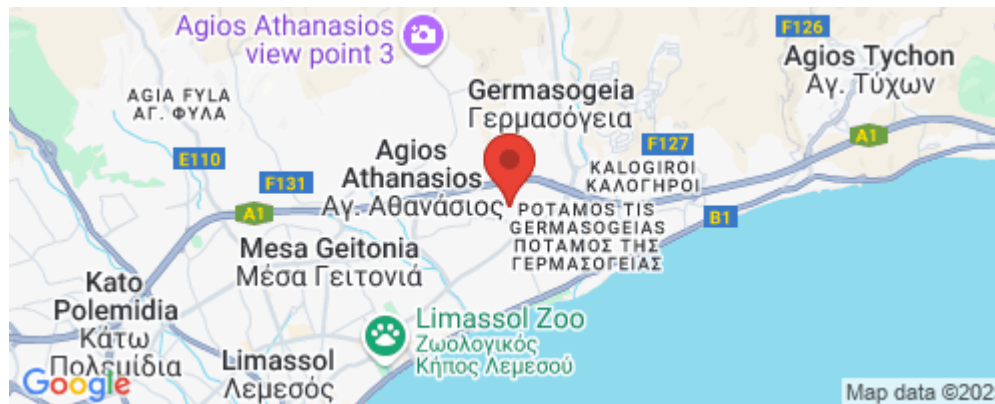 Agios Athanasios
view point 3
F126
Agios Tychon
Αγ. Τύχων
Germasogeia
Γερμασόγεια
AGIA FYLA
ΑΓ. ΦΥΛΑ
E110
F131
A1
Agios
Athanasios
Αγ. Αθανάσιος
F127
A1
KALOGIROI
ΚΑΛΟΓΗΡΟΙ
POTAMOS TIS
GERMASOGEIAS
ΠΟΤΑΜΟΣ ΤΗΣ
ΓΕΡΜΑΣΟΓΕΙΑΣ
B1
Mesa Geitonia
Μέσα Γειτονιά
Kato
Polemidia
Κάτω
Πολεμίδια
Limassol Zoo
Ζωολογικός
Κήπος Λεμεσού
Limassol
Λεμεσός
Google
Map data ©202